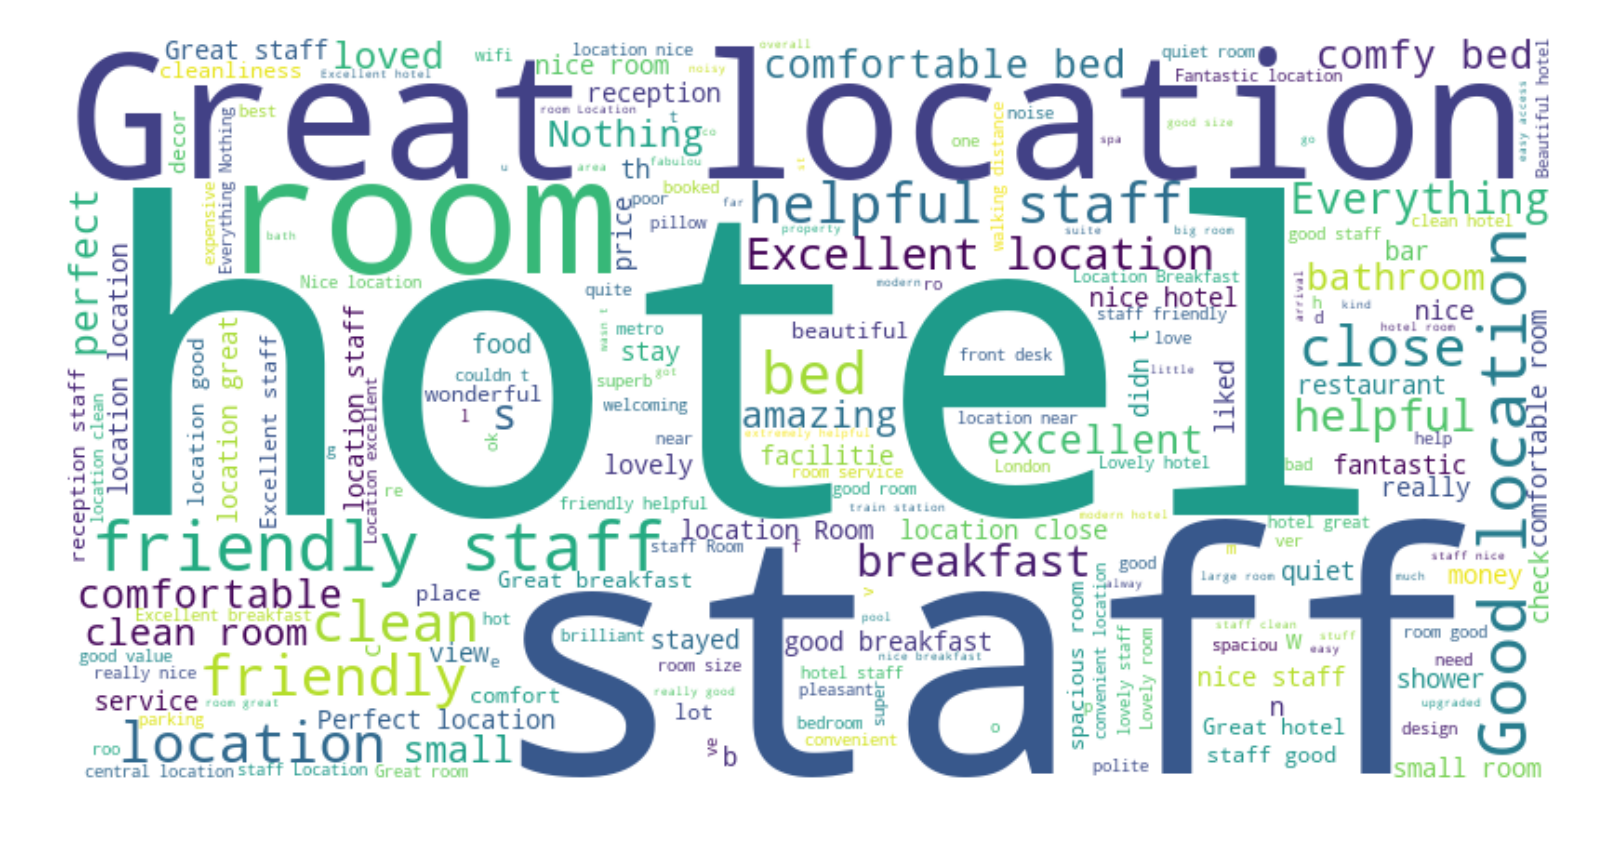 Great staff
loved
wifi
location nice
overall
quiet room
comfy bed
cleanliness
Excellent hotel
nice room
noisy
comfortable bed
Fantastic location
Great location
reception
best
room Location
noise
good size
easy access
Beautiful hotel
decor
Nothing
t
co
one
spa
go
u
area
fabulou
st
walking distance
th
Everything Nothing
expensive
room
poor
booked
far
helpful staff
Everything
perfect
price
pillow
property
suite
big room
clean hotel
bath
good staff
bar
location location
Excellent location
Nice location
quite
modern
ro
Location Breakfast
bathroom
hotel
nice hotel
arrival
h
d
kind
nice
metro
main t
beautiful
staff friendly
hotel room
food
stay
front desk
love
close
couldn t
superb
got
bed
little
restaurant
wonderful
welcoming
amazing
location near
didn t
liked
helpful
l
s
ok
near
extremely helpful
excellent
help
location good
location great
Excellent staff
location staff
Location excellent
g
lovely
facilitie
room service
London
Lovely hotel
bad
fantastic
really
reception staff
location clean
re
friendly helpful
good room
train station
modern hotel
hotel great
Good location
comfortable room
friendly staff
location Room
location close
ver
staff Room
f
m
breakfast
good
staff nice
Great breakfast
alway
large room
quiet
much
money
check
comfortable
place
v
Excellent breakfast
clean
hot
staff
pool
staff clean
clean room
c
brilliant
stayed
good breakfast
spacious room
convenient location
spaciou
w
stuff
easy
room good
good value
view
e
room size
nice breakfast
lovely staff
Lovely room
need
really nice
friendly
hotel staff
nice staff
shower
service
room great
comfort
really good
pleasant
super
p
n
upgraded
parking
Perfect location
lot
bedroom
o
Great hotel
design
roo
location
small
ve
b
convenient
staff good
central location
staff Location
Great room
polite
small room